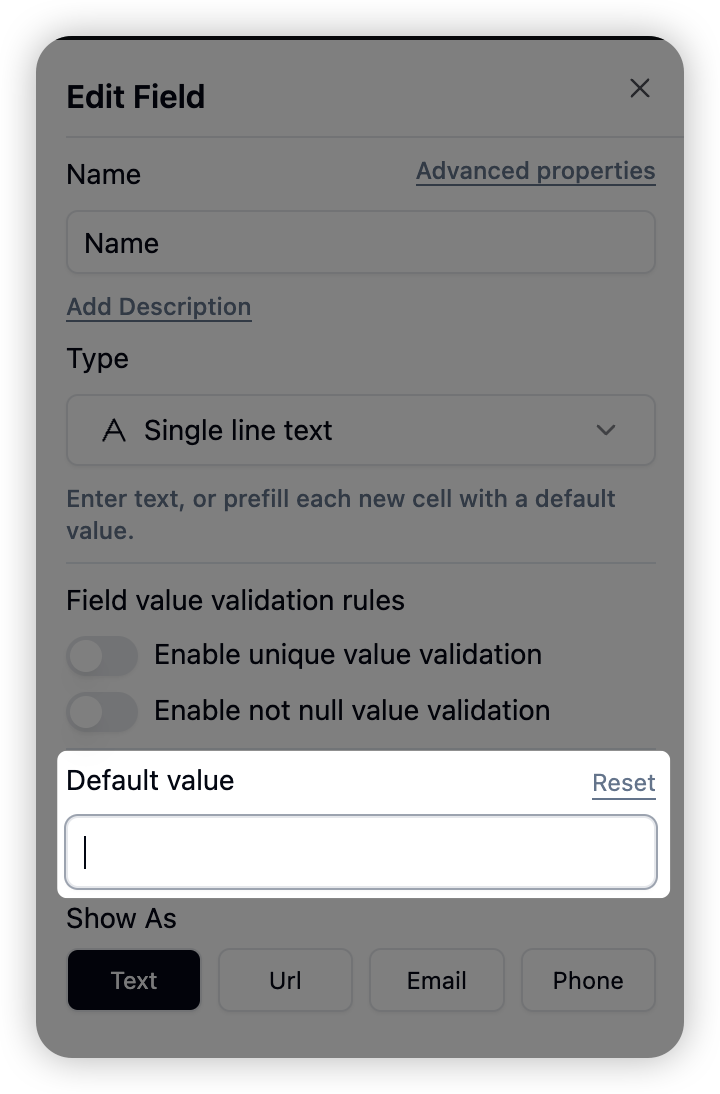 Edit Field
Name
Advanced properties
Name
Add Description
Type
Single line text
Enter text, or prefill each new cell with a default
value.
Field value validation rules
Enable unique value validation
Enable not null value validation
Default value
Reset
Show As
Text
Url
Email
Phone